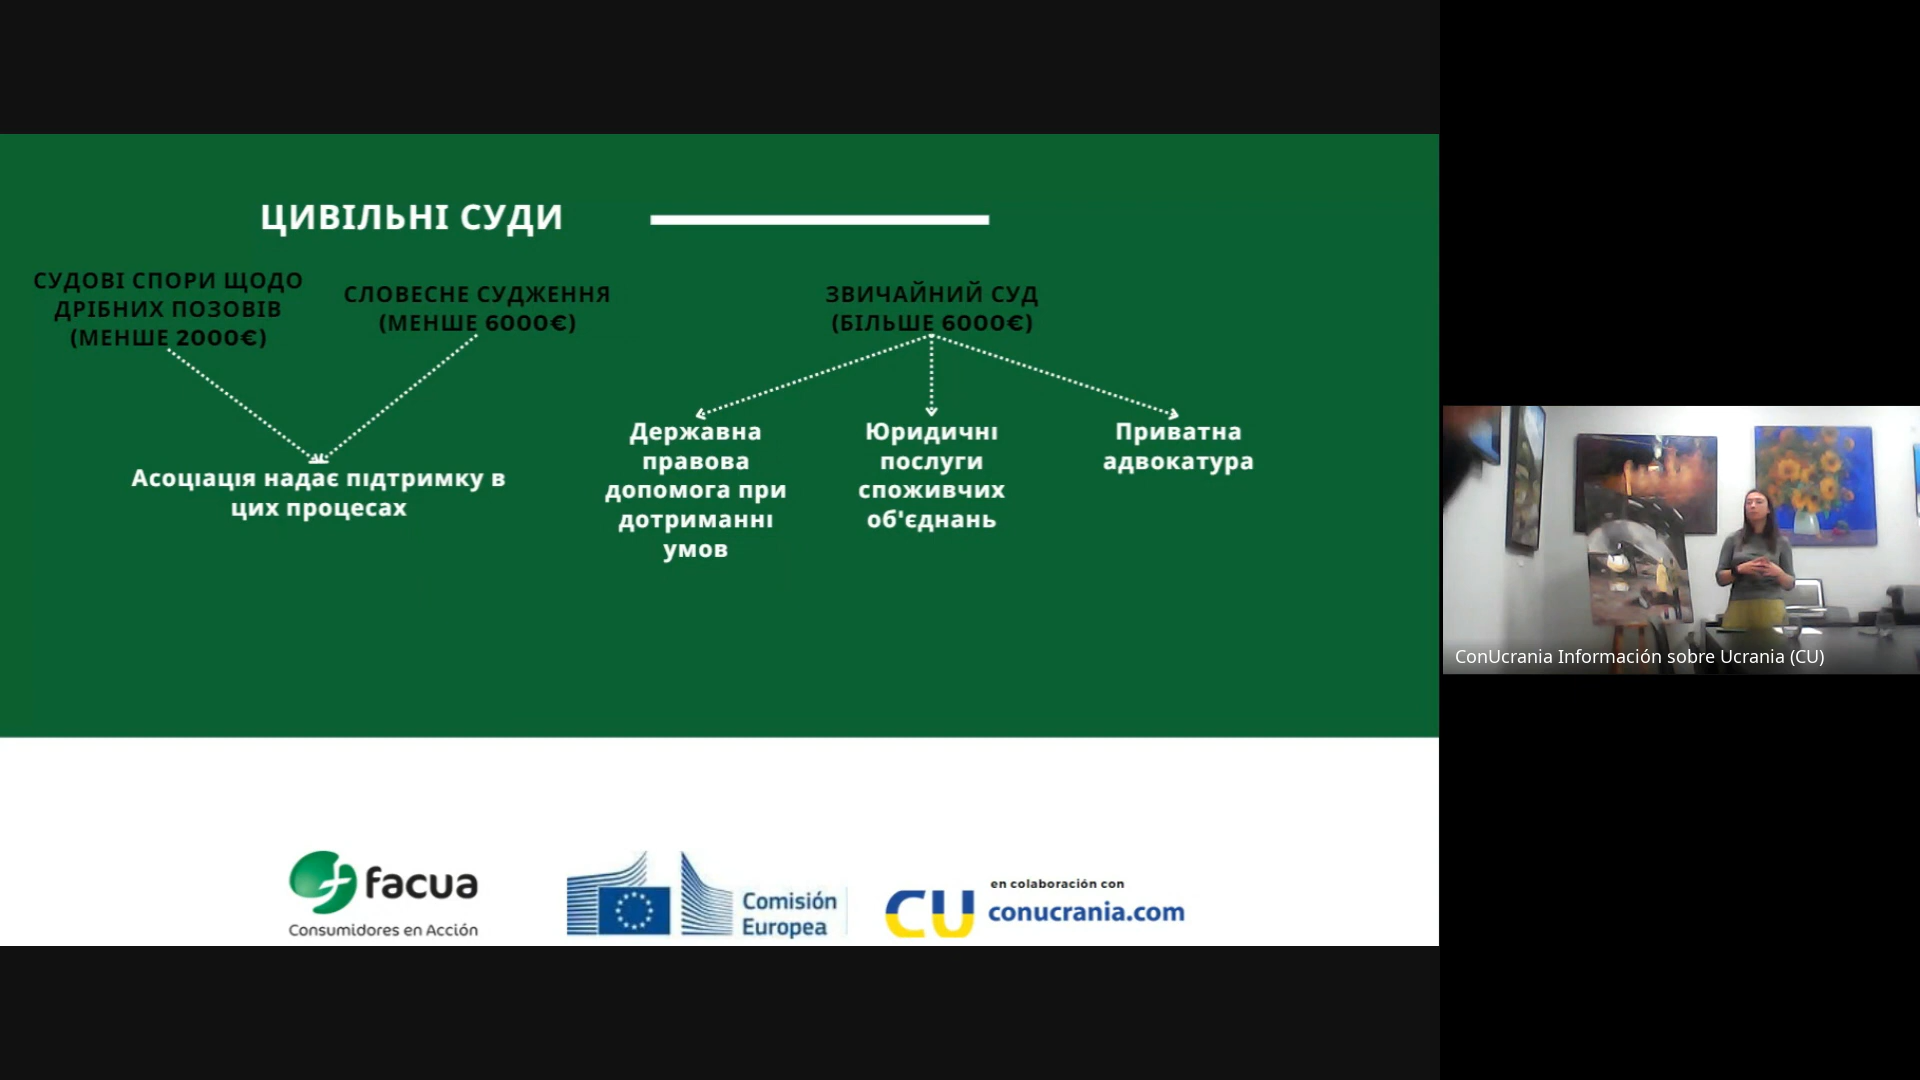 ЦИВІЛЬНІ СУДИ
СУДОВІ СПОРИ ЩОДО
ДРІБНИХ ПОЗОВІВ
(МЕНШЕ 2000€)
СЛОВЕСНЕ СУДЖЕННЯ
(МЕНШЕ 6000€)
ЗВИЧАЙНИЙ СУД
(БІЛЬШЕ 6000€)
Асоціація надає підтримку в
цих процесах
Державна
правова
допомога при
дотриманні
умов
Юридичні
послуги
споживчих
об'єднань
Приватна
адвокатура
facua
Consumidores en Acción
Comisión
Europea
CU
en colaboración con
conucrania.com
ConUcrania Información sobre Ucrania (CU)